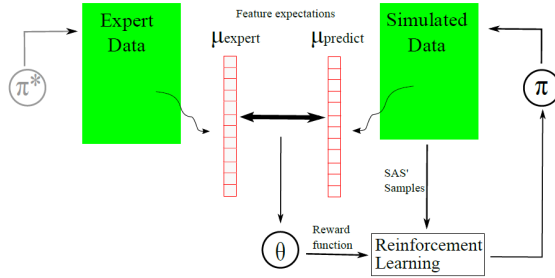 Expert
Data
Feature expectations
μexpert
μpredict
Simulated
Data
π*
π
SAS'
Samples
θ
Reward
function
Reinforcement
Learning